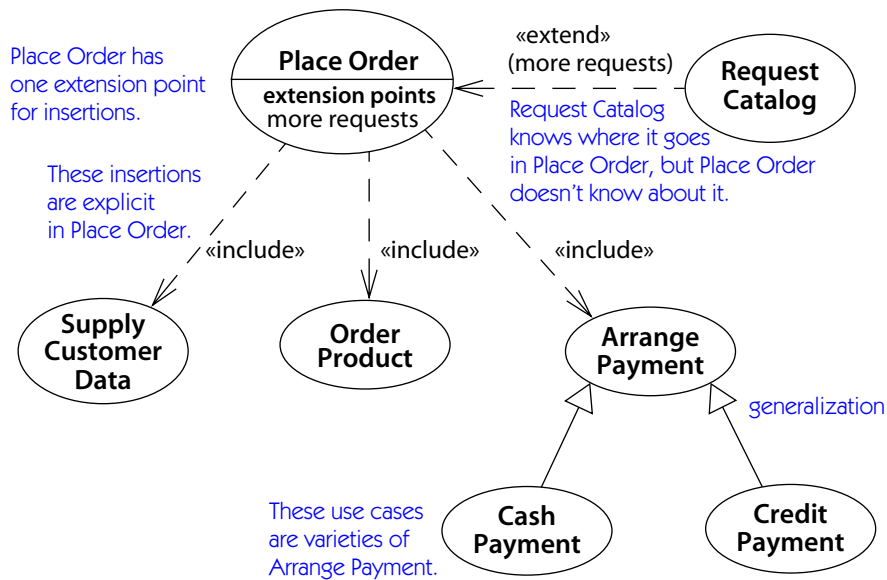 Place Order has
one extension point
for insertions.
Place Order
extension points
more requests
«extend»
(more requests)
Request
Catalog
Request Catalog
knows where it goes
in Place Order, but Place Order
doesn't know about it.
These insertions
are explicit
in Place Order.
«include»
«include»
«include»
Supply
Customer
Data
Order
Product
Arrange
Payment
generalization
These use cases
are varieties of
Arrange Payment.
Cash
Payment
Credit
Payment